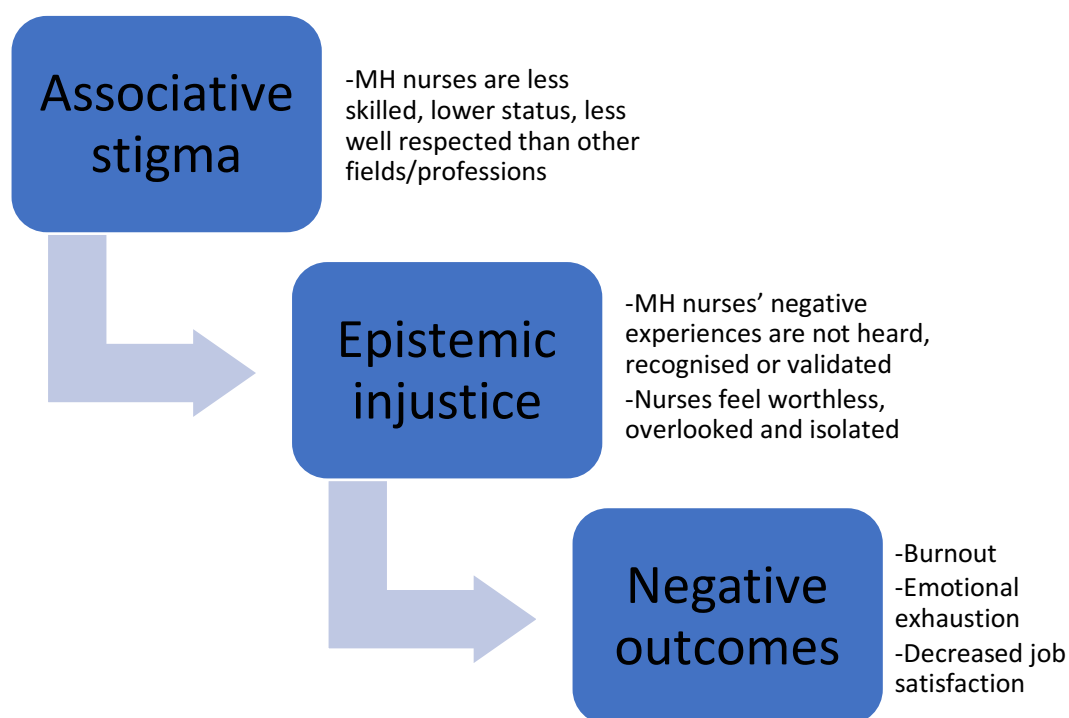 Associative
stigma
-MH nurses are less
skilled, lower status, less
well respected than other
fields/professions
Epistemic
injustice
-MH nurses’ negative
experiences are not heard,
recognised or validated
-Nurses feel worthless,
overlooked and isolated
Negative
outcomes
-Burnout
-Emotional
exhaustion
-Decreased job
satisfaction